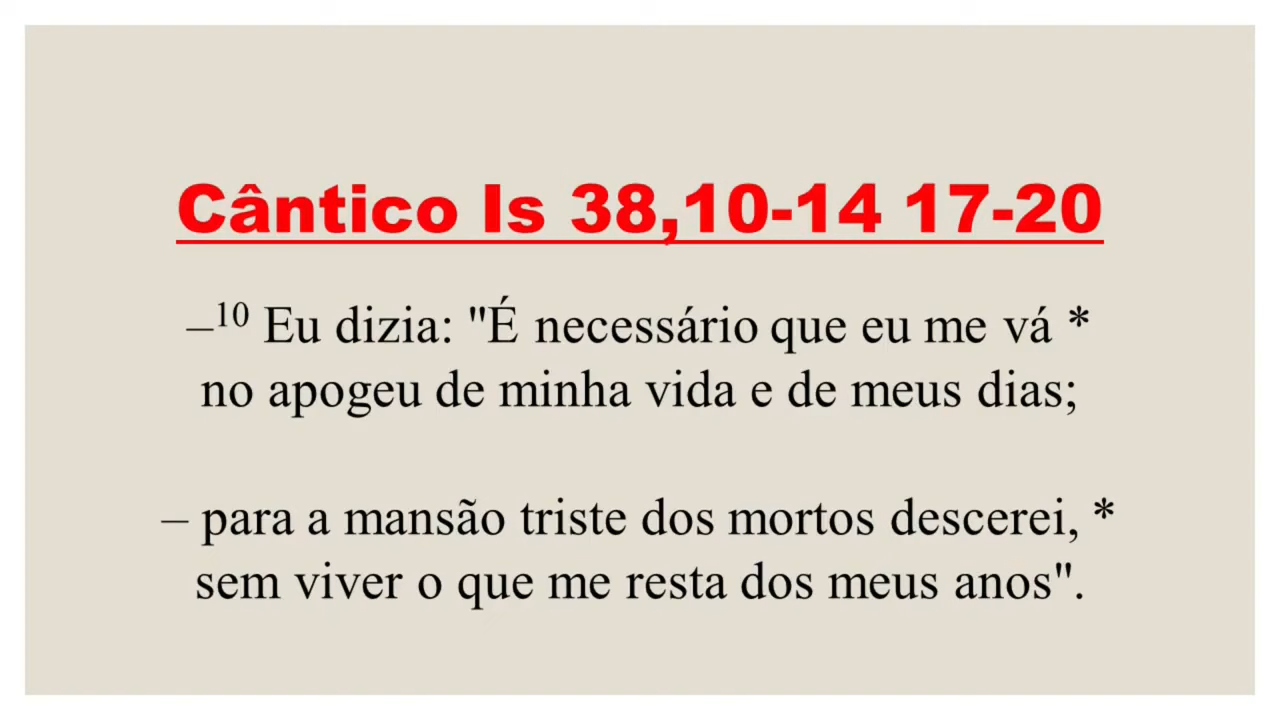 Cântico Is 38,10-14 17-20
–10 Eu dizia: "É necessário que eu me vá *
no apogeu de minha vida e de meus dias;
– para a mansão triste dos mortos descerei, *
sem viver o que me resta dos meus anos".